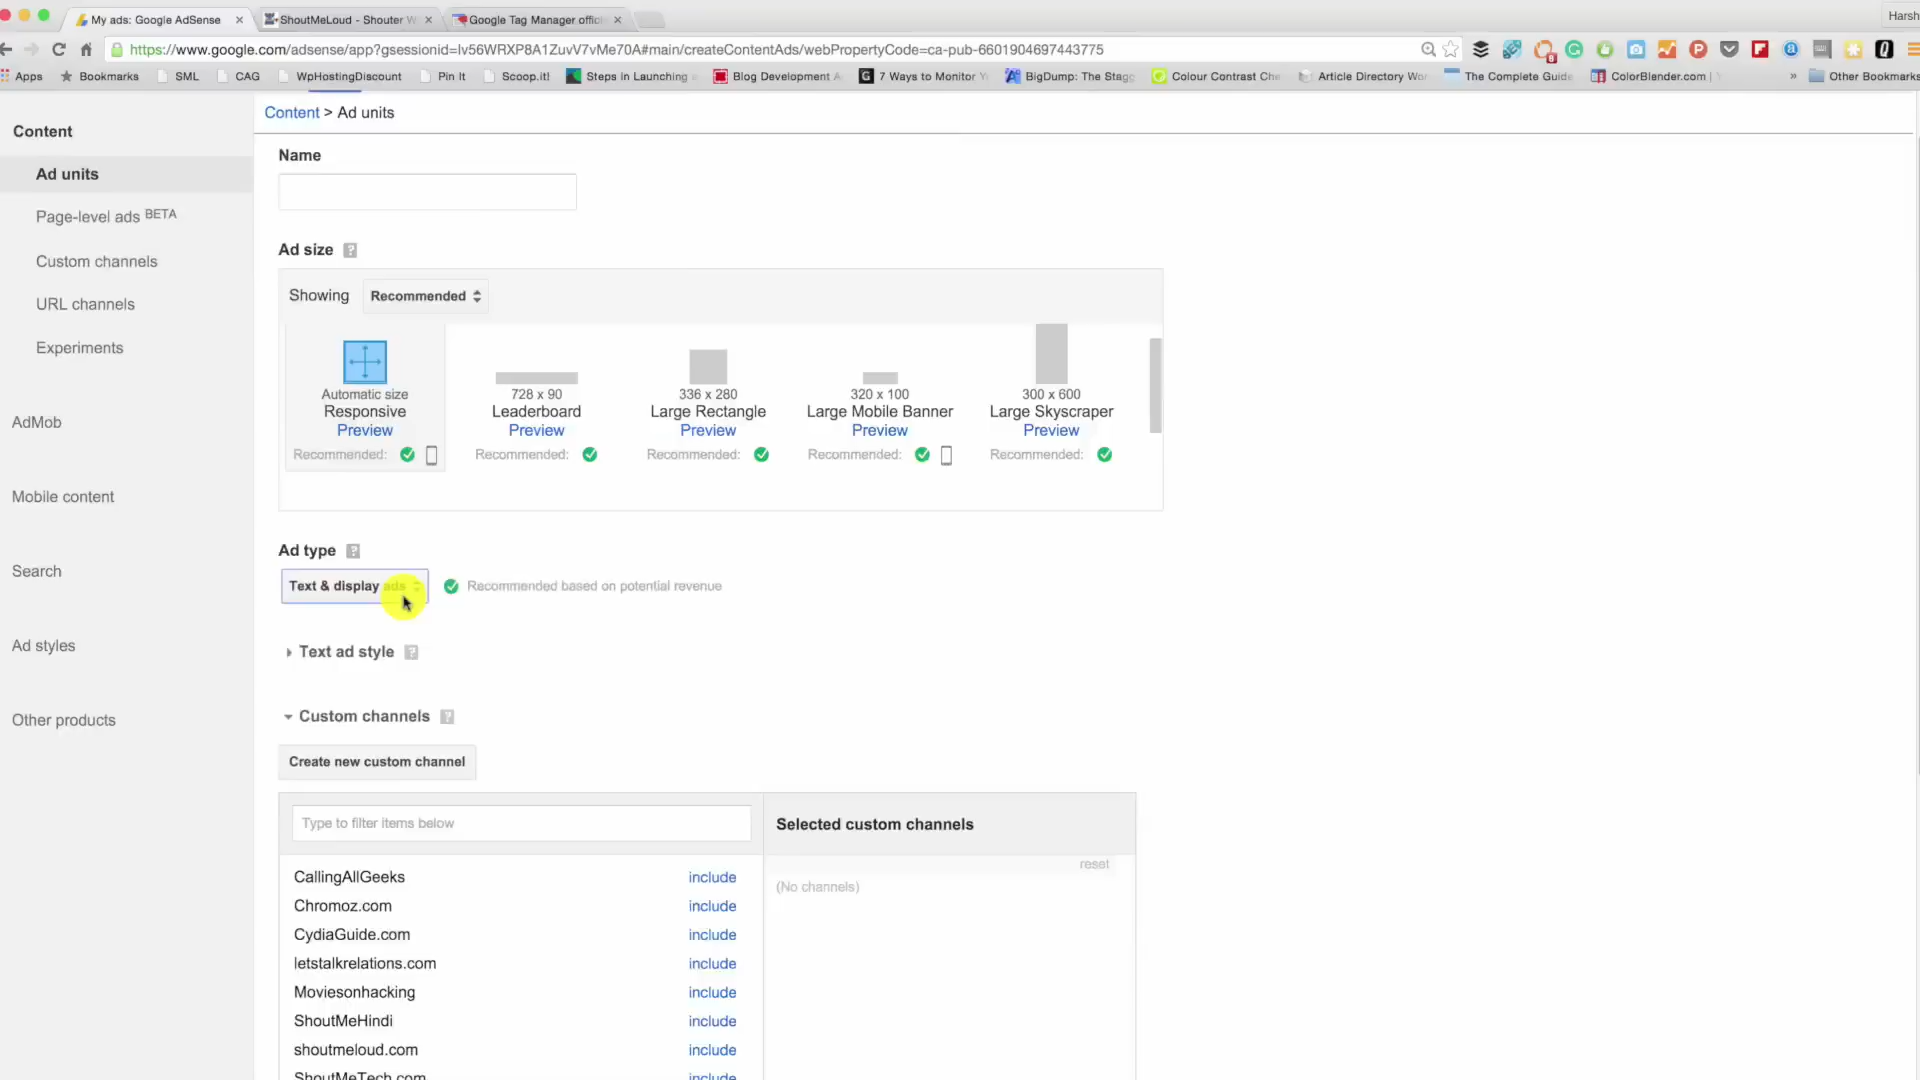 My ads: Google AdSense
ShoutMeLoud - Shouter W
Google Tag Manager offic
Harsh
https://www.google.com/adsense/app?gsessionid=lv56WRXP8A1ZuvV7vMe70A#main/createContentAds/webPropertyCode=ca-pub-6601904697443775
Apps
Bookmarks
SML
CAG
WpHostingDiscount
Pin It
Scoop.it!
Steps in Launching
Blog Development A
7 Ways to Monitor Y
BigDump: The Stagg
Colour Contrast Che
Article Directory Wor
The Complete Guide
ColorBlender.com |
»
Other Bookmarks
Content > Ad units
Content
Ad units
Page-level ads BETA
Custom channels
URL channels
Experiments
AdMob
Mobile content
Search
Ad styles
Other products
Name
Ad size ?
Showing Recommended
Automatic size
Responsive
Preview
Recommended:
728 x 90
Leaderboard
Preview
Recommended:
336 x 280
Large Rectangle
Preview
Recommended:
320 x 100
Large Mobile Banner
Preview
Recommended:
300 x 600
Large Skyscraper
Preview
Recommended:
Ad type ?
Text & display ads
Recommended based on potential revenue
Text ad style ?
Custom channels ?
Create new custom channel
Type to filter items below
Selected custom channels
reset
(No channels)
CallingAllGeeks include
Chromoz.com include
CydiaGuide.com include
letstalkrelations.com include
Moviesonhacking include
ShoutMeHindi include
shoutmeloud.com include
ShoutMeTech.com include